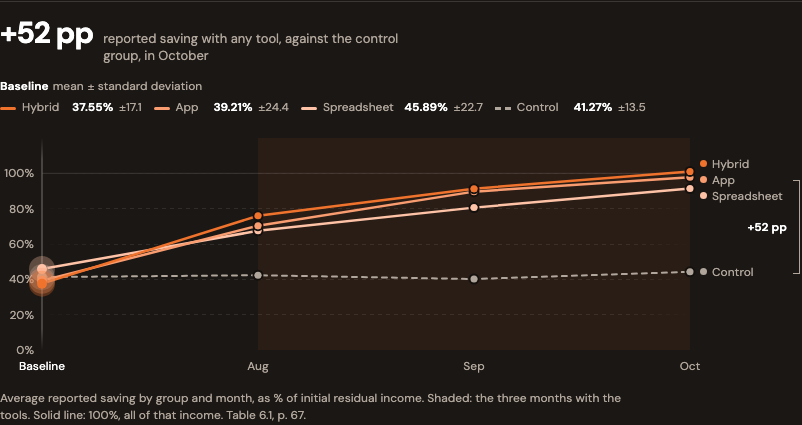 +52 pp reported saving with any tool, against the control
group, in October
Baseline mean ± standard deviation
Hybrid 37.55% ±17.1 App 39.21% ±24.4 Spreadsheet 45.89% ±22.7 Control 41.27% ±13.5
100%
80%
60%
40%
20%
0%
Hybrid
App
Spreadsheet
+52 pp
Control
Baseline Aug Sep Oct
Average reported saving by group and month, as % of initial residual income. Shaded: the three months with the
tools. Solid line: 100%, all of that income. Table 6.1, p. 67.